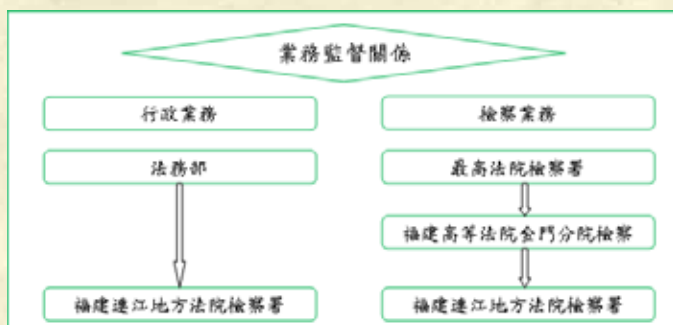 業務監督關係
行政業務
檢察業務
法務部
最高法院檢察署
福建高等法院金門分院檢察
福建連江地方法院檢察署
福建連江地方法院檢察署